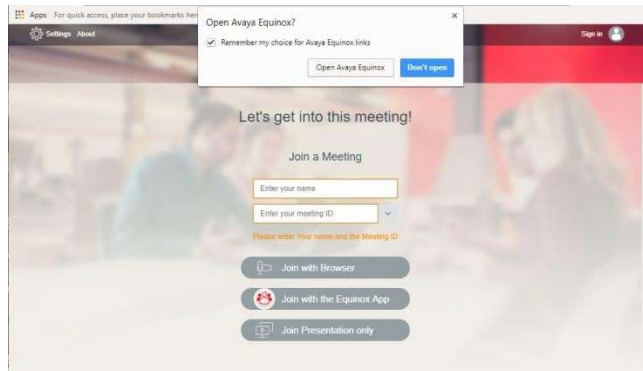 Apps For quick access, place your bookmarks her
Open Avaya Equinox?
Remember my choice for Avaya Equinox links
Open Avaya Equinox Don't open
Settings About
Sign in
Let's get into this meeting!
Join a Meeting
Enter your name
Enter your meeting ID
Please enter Your name and the Meeting ID
Join with Browser
Join with the Equinox App
Join Presentation only